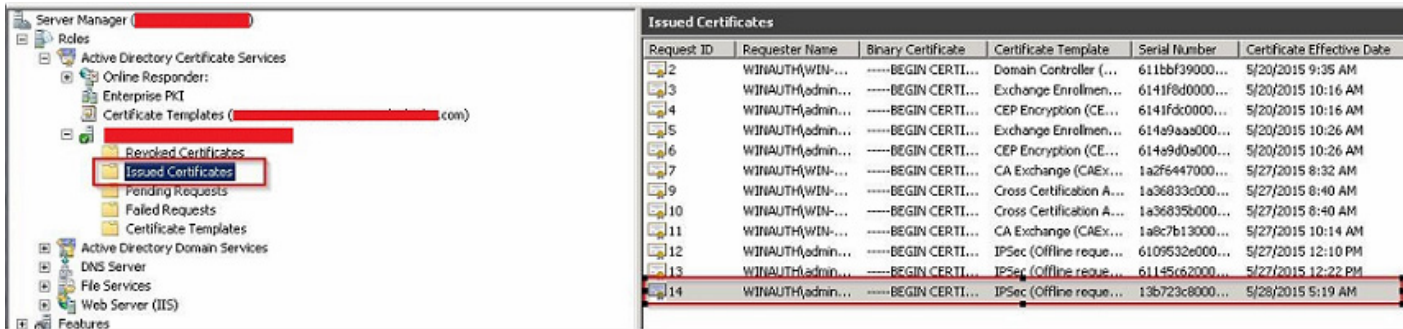 Server Manager (
Roles
Active Directory Certificate Services
Online Responder:
Enterprise PKI
Certificate Templates ( .com)
Revoked Certificates
Issued Certificates
Pending Requests
Failed Requests
Certificate Templates
Active Directory Domain Services
DNS Server
File Services
Web Server (IIS)
Features
Issued Certificates
Request ID Requester Name Binary Certificate Certificate Template Serial Number Certificate Effective Date
2 WINAUTH\WIN-... -----BEGIN CERTI... Domain Controller (... 611bbf39000... 5/20/2015 9:35 AM
3 WINAUTH\admin... -----BEGIN CERTI... Exchange Enrollmen... 6141f8d0000... 5/20/2015 10:16 AM
4 WINAUTH\admin... -----BEGIN CERTI... CEP Encryption (CE... 6141fdc0000... 5/20/2015 10:16 AM
5 WINAUTH\admin... -----BEGIN CERTI... Exchange Enrollmen... 614a9aaa000... 5/20/2015 10:26 AM
6 WINAUTH\admin... -----BEGIN CERTI... CEP Encryption (CE... 614a9d0a000... 5/20/2015 10:26 AM
7 WINAUTH\WIN-... -----BEGIN CERTI... CA Exchange (CAEx... 1a2f6447000... 5/27/2015 8:32 AM
9 WINAUTH\WIN-... -----BEGIN CERTI... Cross Certification A... 1a36833c000... 5/27/2015 8:40 AM
10 WINAUTH\WIN-... -----BEGIN CERTI... Cross Certification A... 1a36835b000... 5/27/2015 8:40 AM
11 WINAUTH\WIN-... -----BEGIN CERTI... CA Exchange (CAEx... 1a8c7b13000... 5/27/2015 10:14 AM
12 WINAUTH\admin... -----BEGIN CERTI... IPSec (Offline reque... 6109532e000... 5/27/2015 12:10 PM
13 WINAUTH\admin... -----BEGIN CERTI... IPSec (Offline reque... 61145c62000... 5/27/2015 12:22 PM
14 WINAUTH\admin... -----BEGIN CERTI... IPSec (Offline reque... 13b723c8000... 5/28/2015 5:19 AM